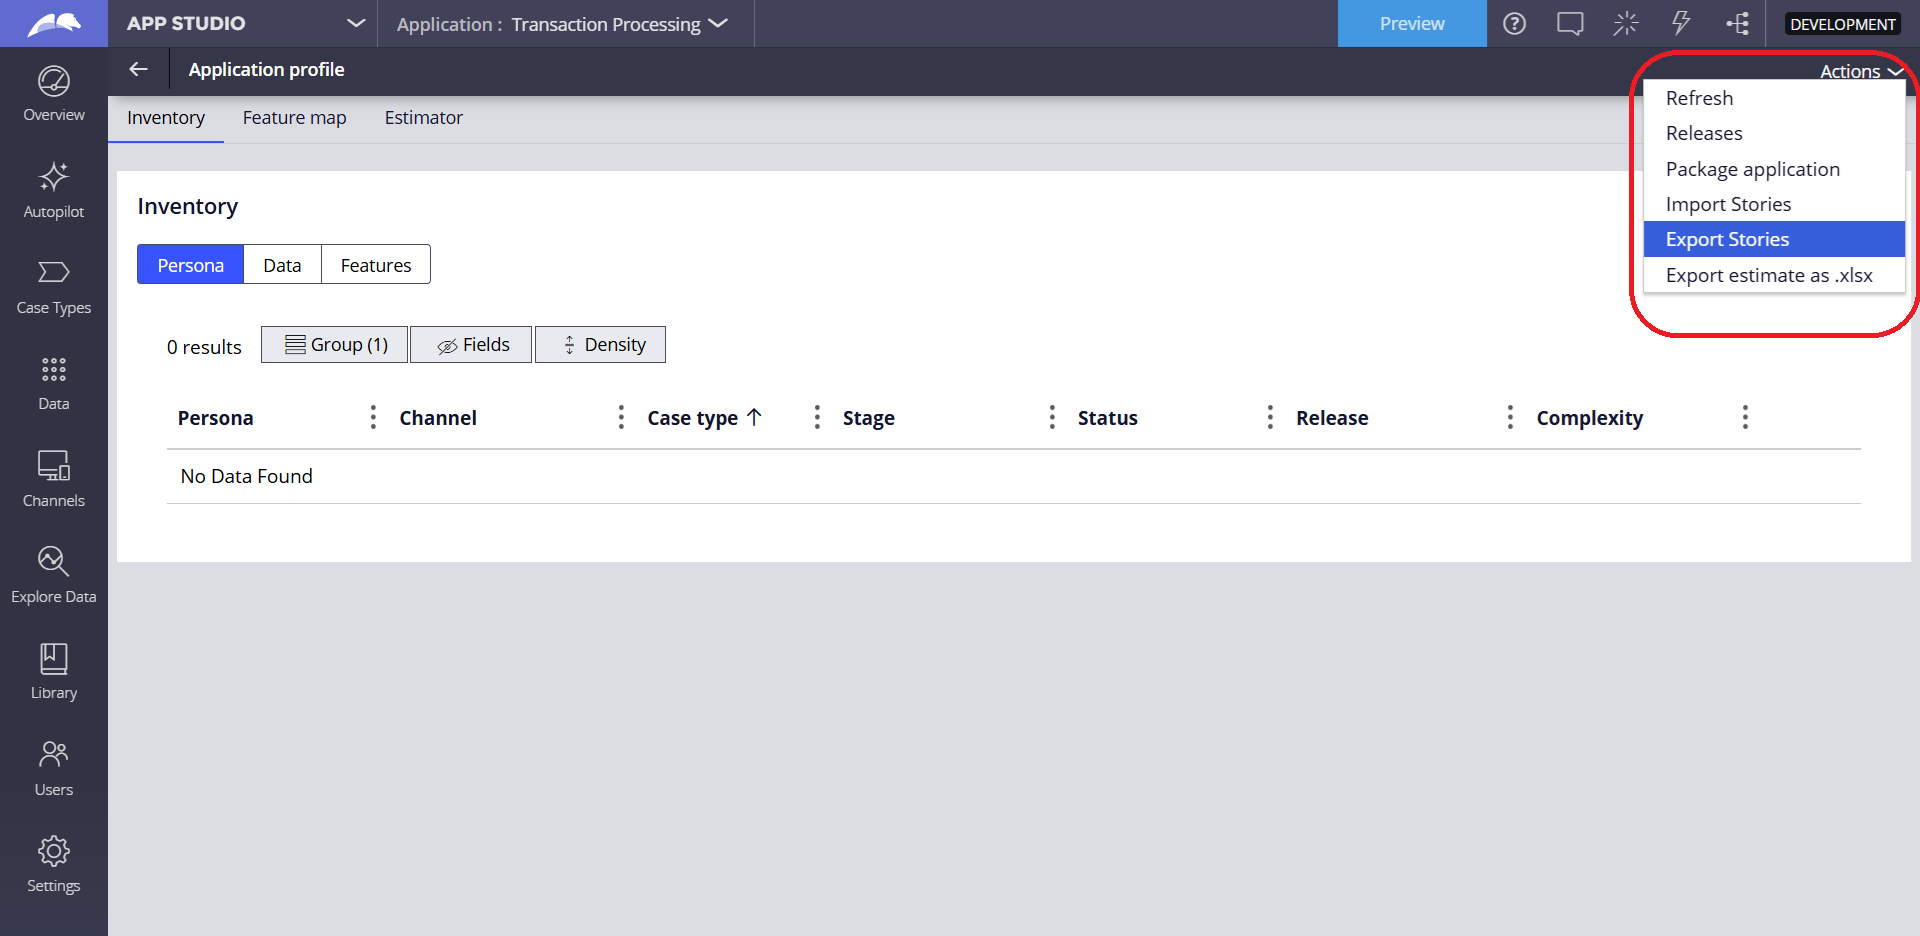 APP STUDIO
Application : Transaction Processing
Preview
DEVELOPMENT
Application profile
Actions
Refresh
Releases
Package application
Import Stories
Export Stories
Export estimate as .xlsx
Overview
Autopilot
Case Types
Data
Channels
Explore Data
Library
Users
Settings
Inventory Feature map Estimator
Inventory
Persona Data Features
0 results Group (1) Fields Density
Persona Channel Case type Stage Status Release Complexity
No Data Found